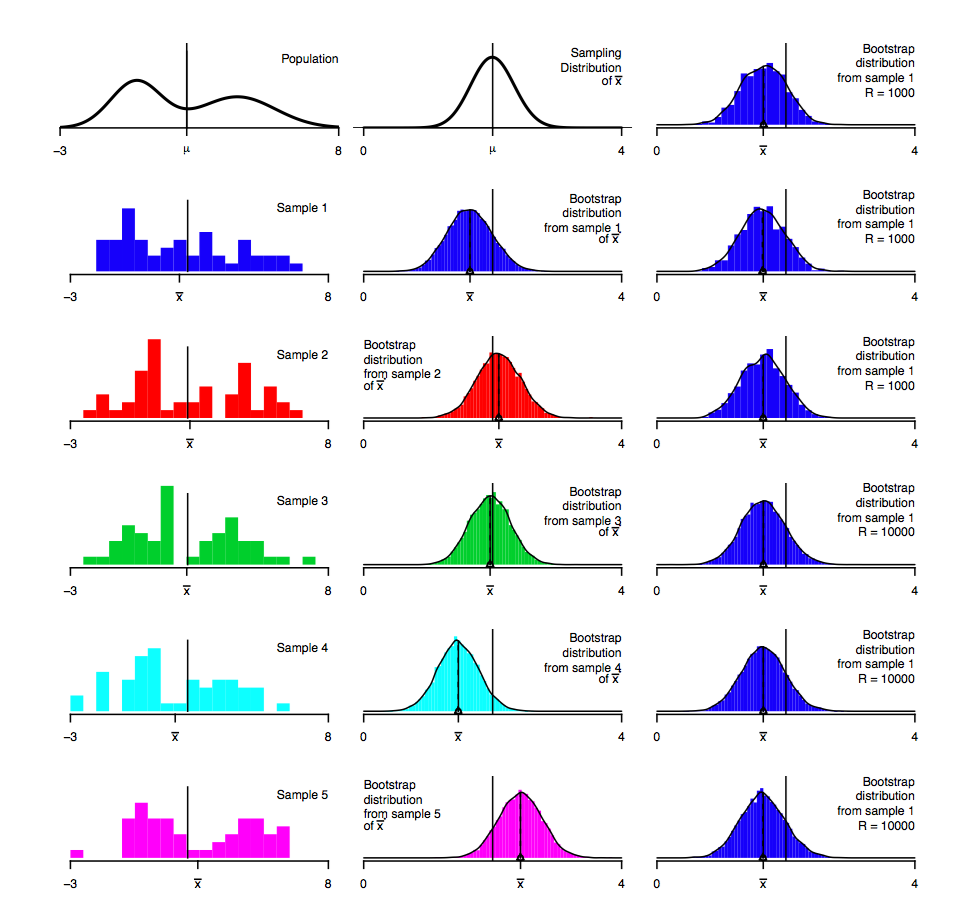 Population
−3
μ
8
Sampling
Distribution
of x̅
0
μ
4
Bootstrap
distribution
from sample 1
R = 1000
0
x̅
4
Sample 1
−3
x̅
8
Bootstrap
distribution
from sample 1
of x̅
0
x̅
4
Bootstrap
distribution
from sample 1
R = 1000
0
x̅
4
Sample 2
−3
x̅
8
Bootstrap
distribution
from sample 2
of x̅
0
x̅
4
Bootstrap
distribution
from sample 1
R = 1000
0
x̅
4
Sample 3
−3
x̅
8
Bootstrap
distribution
from sample 3
of x̅
0
x̅
4
Bootstrap
distribution
from sample 1
R = 10000
0
x̅
4
Sample 4
−3
x̅
8
Bootstrap
distribution
from sample 4
of x̅
0
x̅
4
Bootstrap
distribution
from sample 1
R = 10000
0
x̅
4
Sample 5
−3
x̅
8
Bootstrap
distribution
from sample 5
of x̅
0
x̅
4
Bootstrap
distribution
from sample 1
R = 10000
0
x̅
4